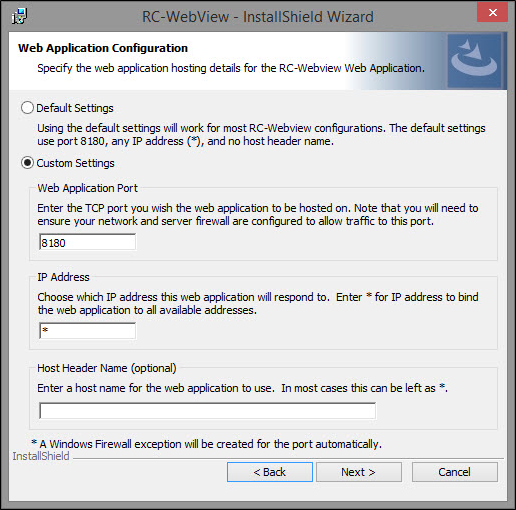 RC-WebView - InstallShield Wizard
Web Application Configuration
Specify the web application hosting details for the RC-Webview Web Application.
Default Settings
Using the default settings will work for most RC-Webview configurations. The default settings
use port 8180, any IP address (*), and no host header name.
Custom Settings
Web Application Port
Enter the TCP port you wish the web application to be hosted on. Note that you will need to
ensure your network and server firewall are configured to allow traffic to this port.
8180
IP Address
Choose which IP address this web application will respond to. Enter * for IP address to bind
the web application to all available addresses.
*
Host Header Name (optional)
Enter a host name for the web application to use. In most cases this can be left as *.
* A Windows Firewall exception will be created for the port automatically.
InstallShield
< Back
Next >
Cancel